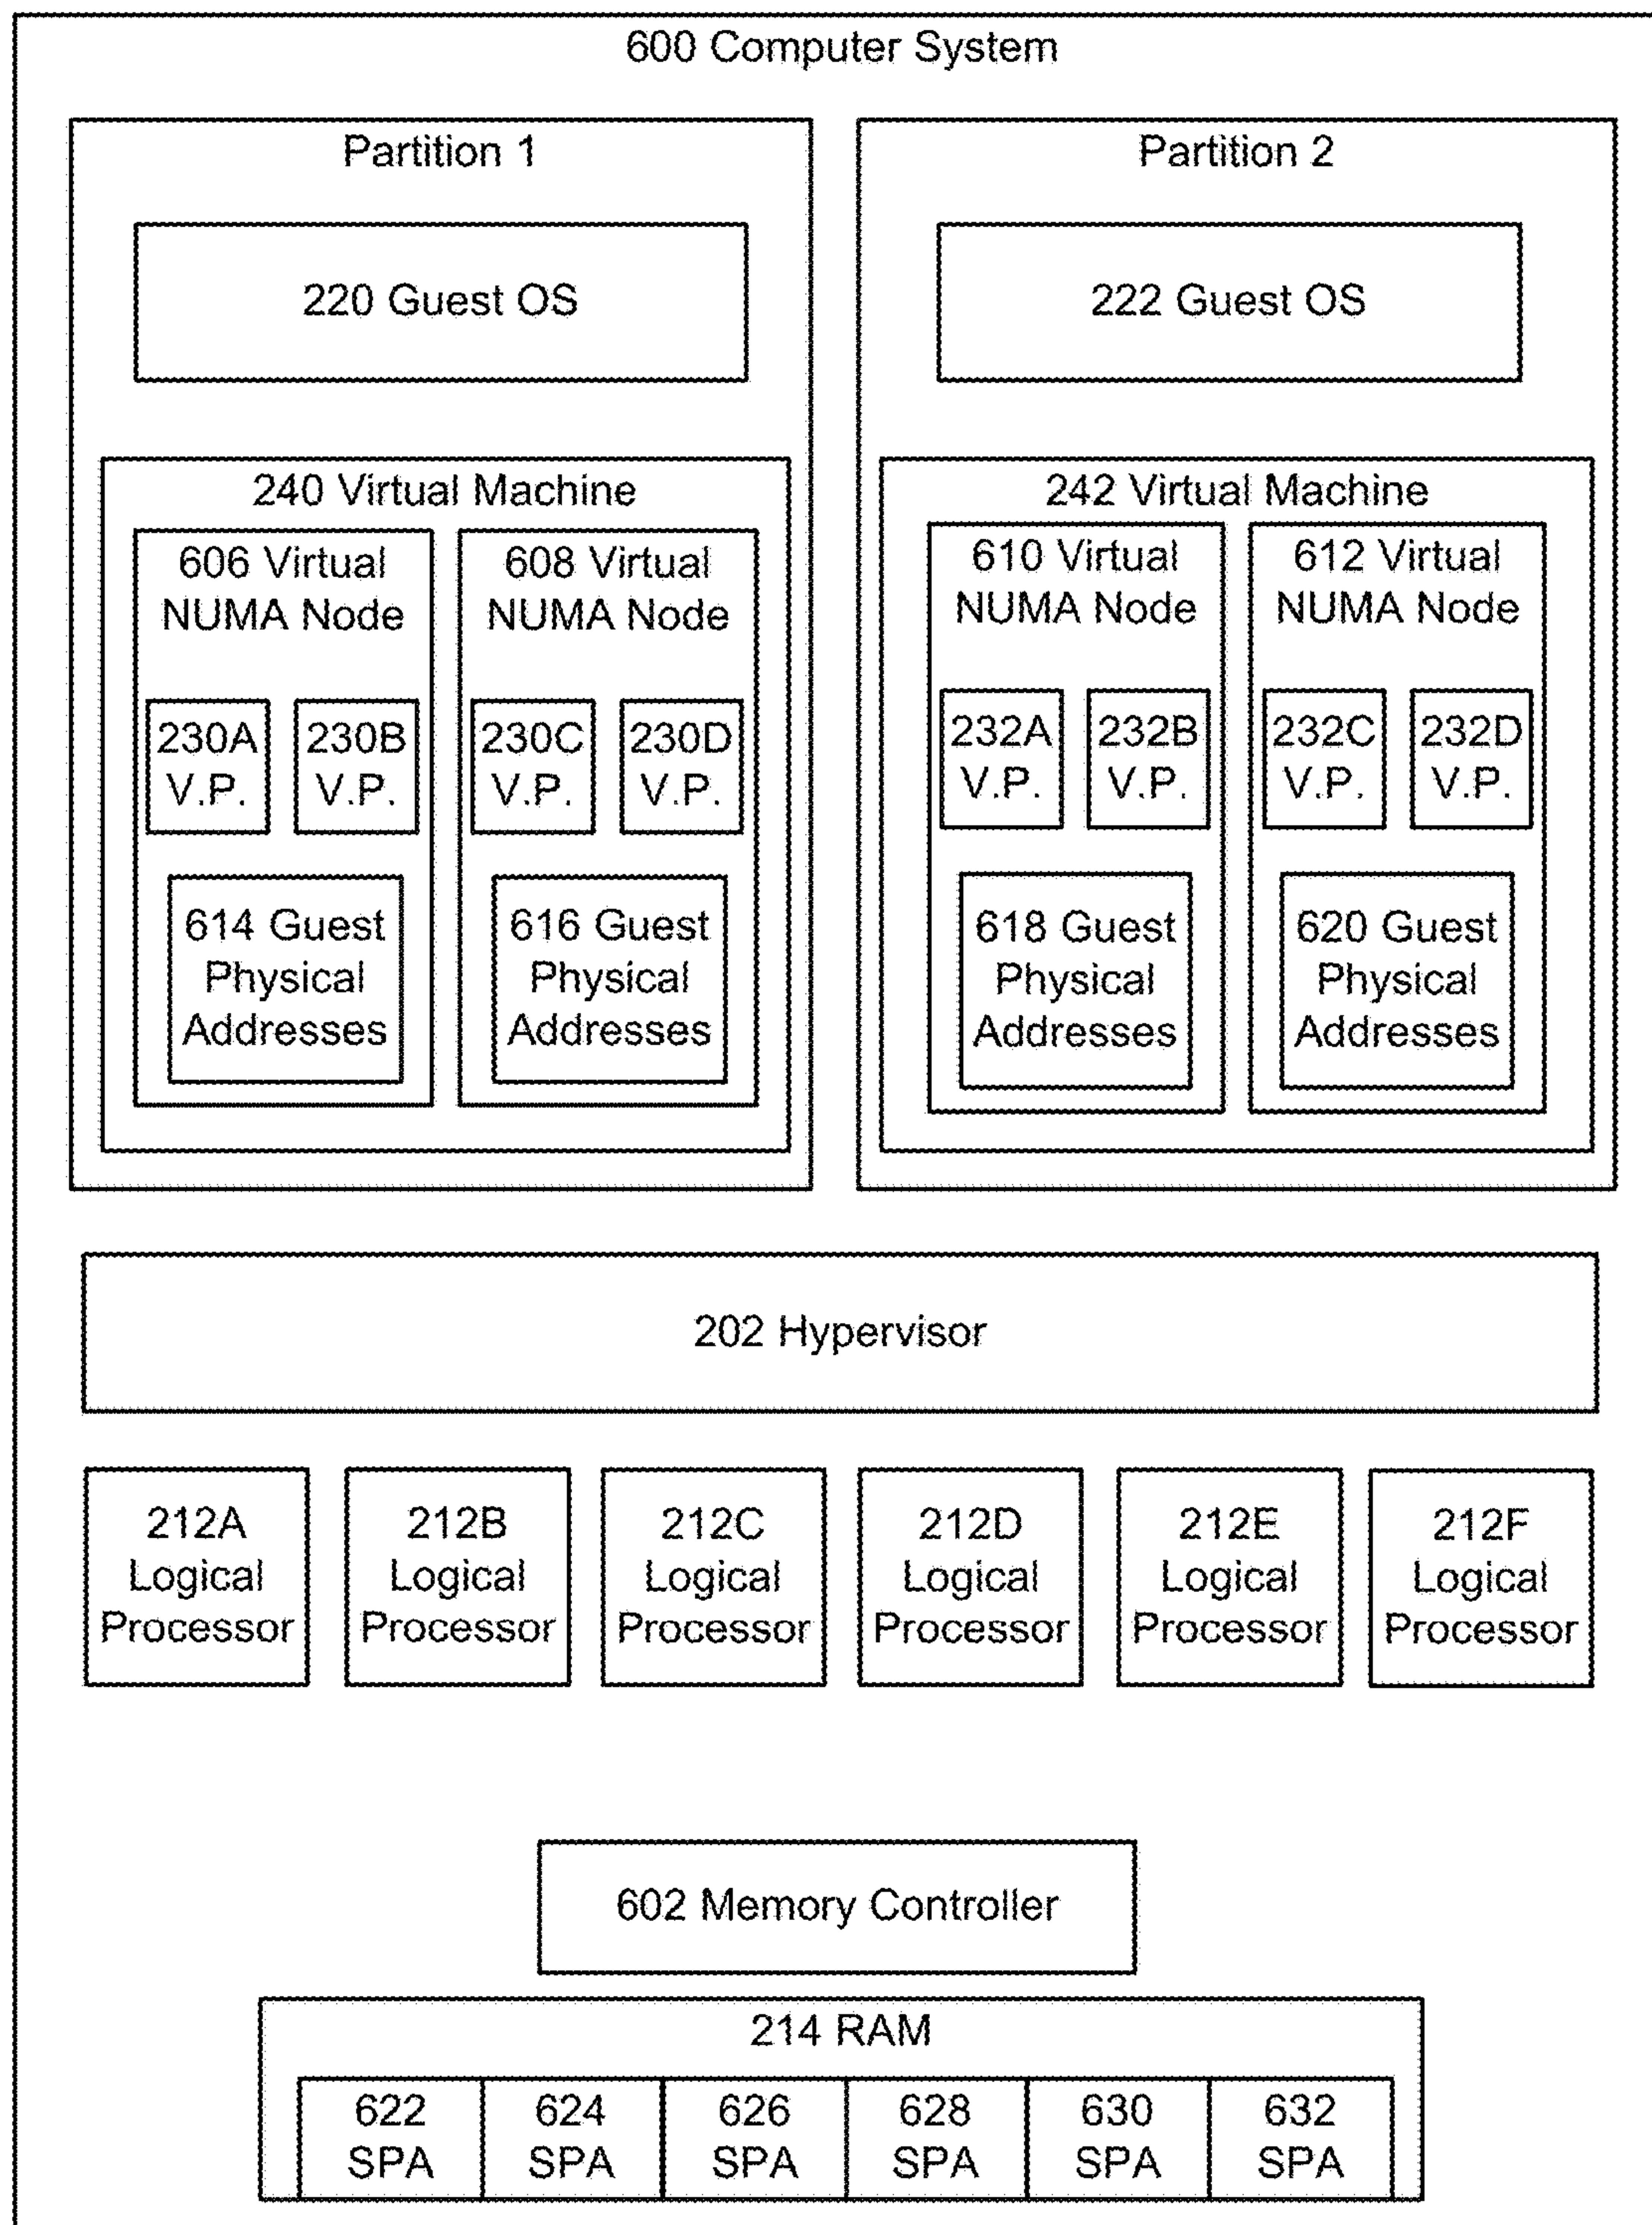 600 Computer System
Partition 1
220 Guest OS
240 Virtual Machine
606 Virtual
NUMA Node
230A
V.P.
230B
V.P.
614 Guest
Physical
Addresses
608 Virtual
NUMA Node
230C
V.P.
230D
V.P.
616 Guest
Physical
Addresses
Partition 2
222 Guest OS
242 Virtual Machine
610 Virtual
NUMA Node
232A
V.P.
232B
V.P.
618 Guest
Physical
Addresses
612 Virtual
NUMA Node
232C
V.P.
232D
V.P.
620 Guest
Physical
Addresses
202 Hypervisor
212A
Logical
Processor
212B
Logical
Processor
212C
Logical
Processor
212D
Logical
Processor
212E
Logical
Processor
212F
Logical
Processor
602 Memory Controller
214 RAM
622
SPA
624
SPA
626
SPA
628
SPA
630
SPA
632
SPA